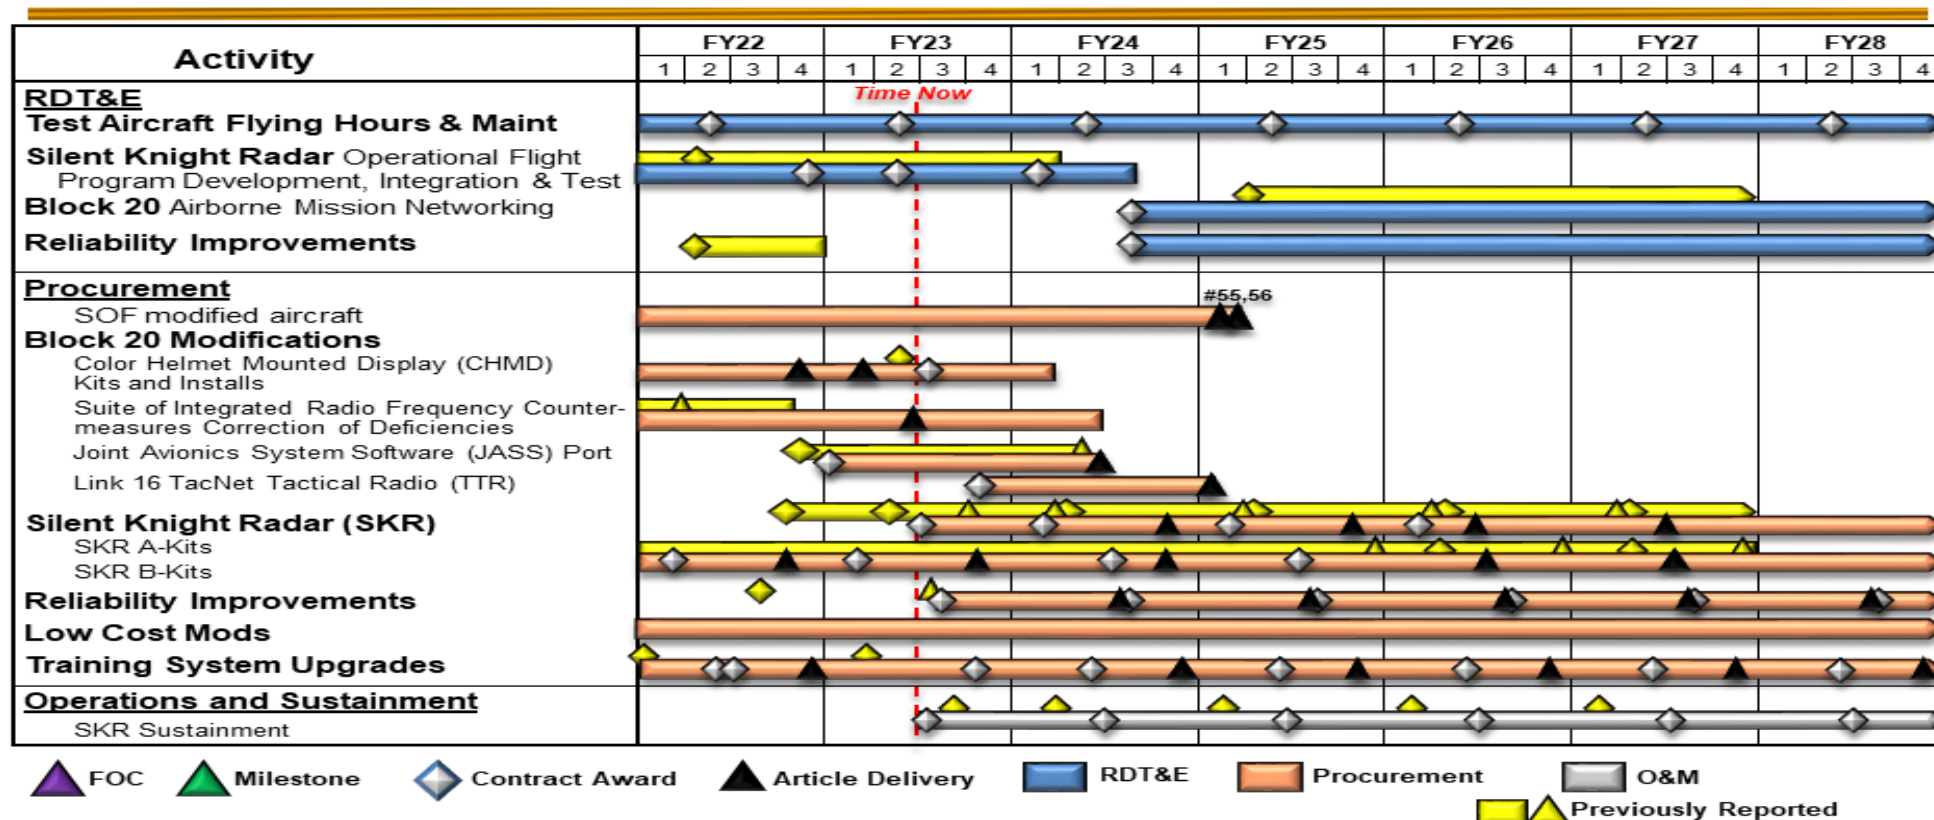 Activity
FY22 FY23 FY24 FY25 FY26 FY27 FY28
1 2 3 4 1 2 3 4 1 2 3 4 1 2 3 4 1 2 3 4 1 2 3 4 1 2 3 4
Time Now
RDT&E
Test Aircraft Flying Hours & Maint
Silent Knight Radar Operational Flight
Program Development, Integration & Test
Block 20 Airborne Mission Networking
Reliability Improvements
Procurement
#55,56
SOF modified aircraft
Block 20 Modifications
Color Helmet Mounted Display (CHMD)
Kits and Installs
Suite of Integrated Radio Frequency Counter-
measures Correction of Deficiencies
Joint Avionics System Software (JASS) Port
Link 16 TacNet Tactical Radio (TTR)
Silent Knight Radar (SKR)
SKR A-Kits
SKR B-Kits
Reliability Improvements
Low Cost Mods
Training System Upgrades
Operations and Sustainment
SKR Sustainment
FOC Milestone Contract Award Article Delivery RDT&E Procurement O&M
Previously Reported